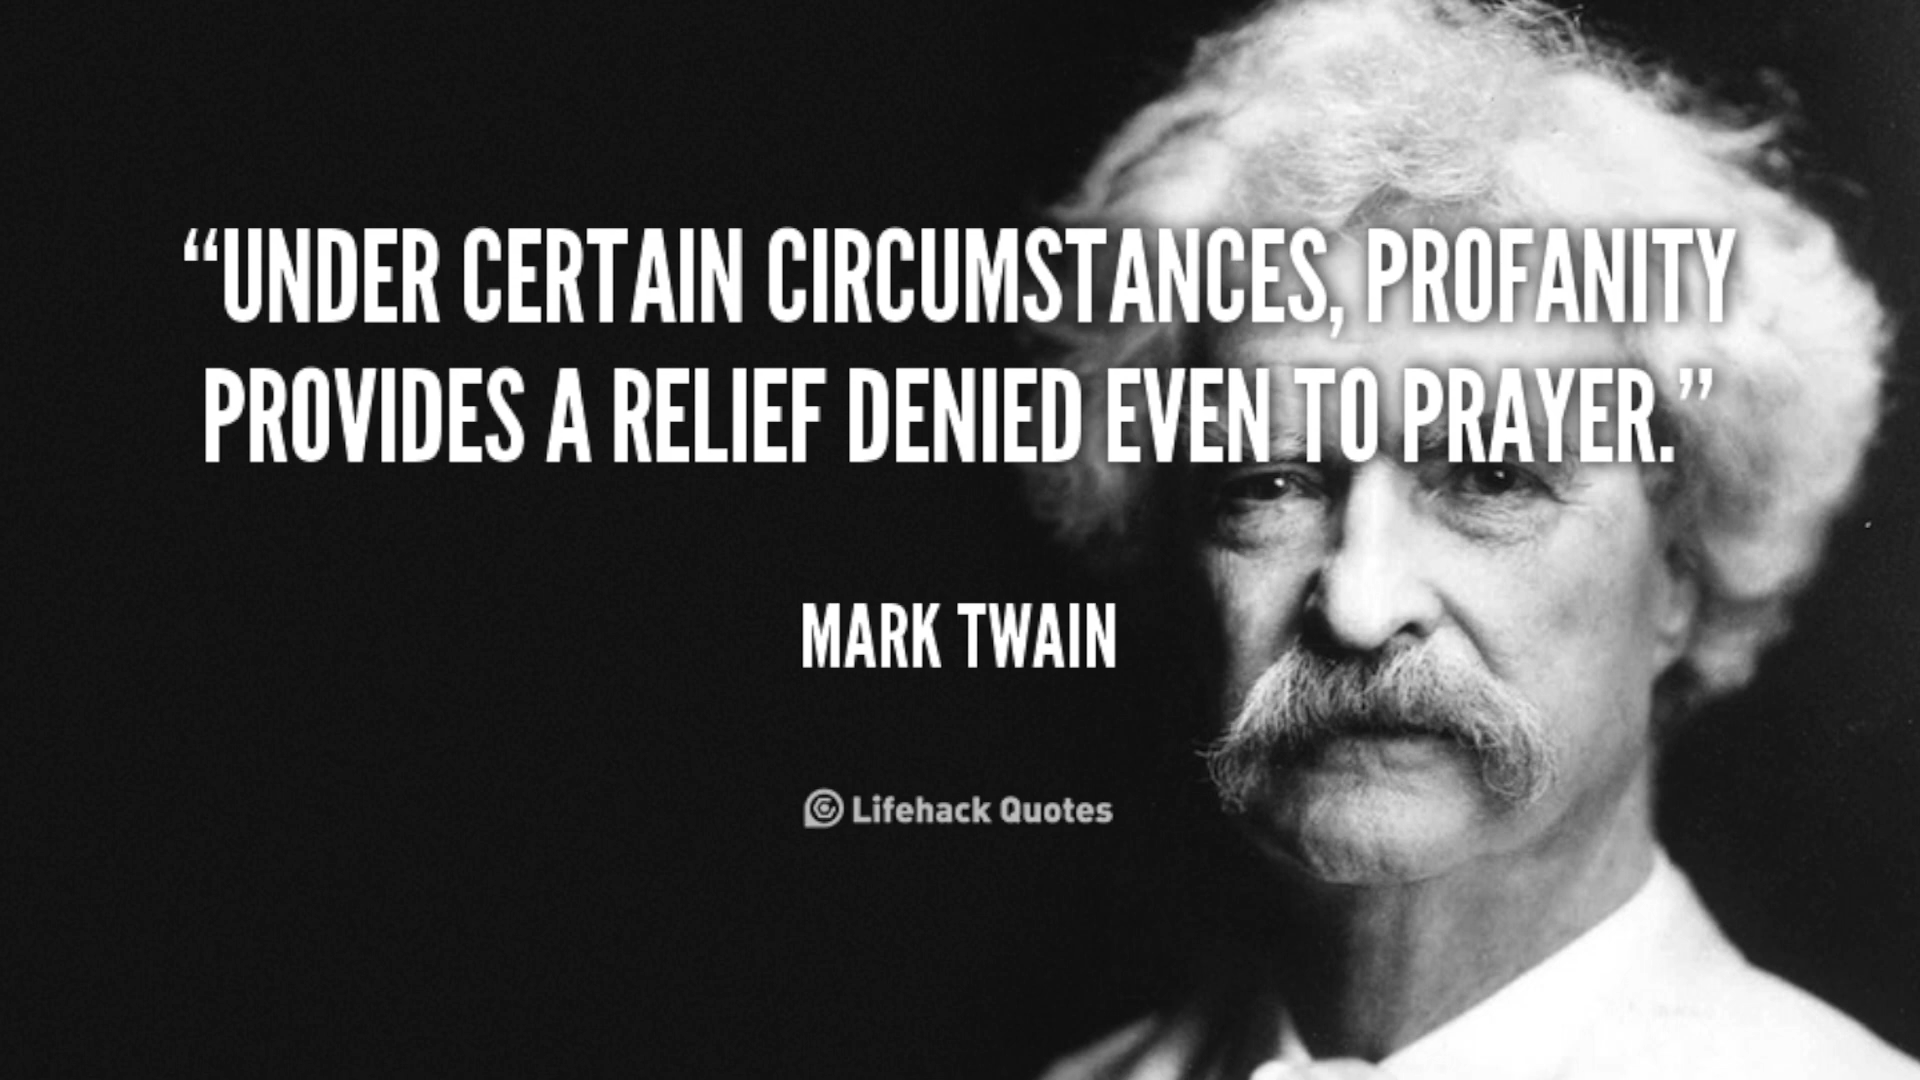 “UNDER CERTAIN CIRCUMSTANCES, PROFANITY
PROVIDES A RELIEF DENIED EVEN TO PRAYER.”
MARK TWAIN
Lifehack Quotes